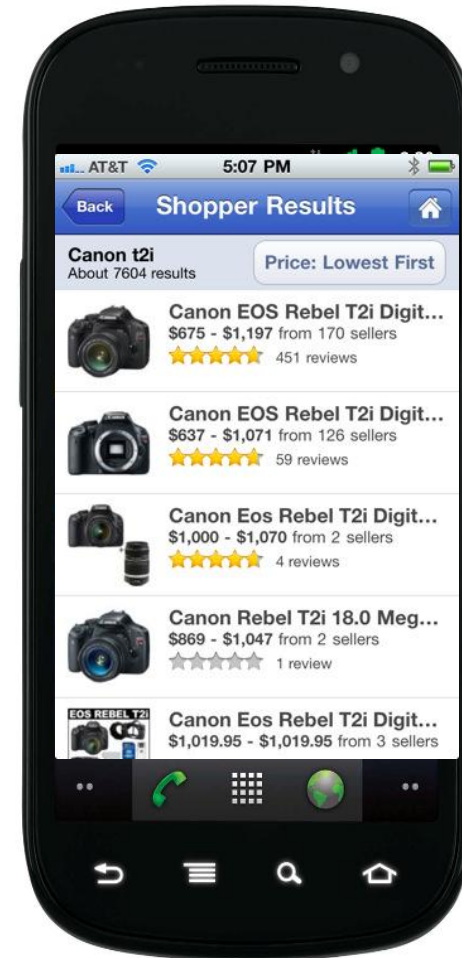 AT&T 5:07 PM
Back Shopper Results
Canon t2i
About 7604 results
Price: Lowest First
Canon EOS Rebel T2i Digit...
$675 - $1,197 from 170 sellers
451 reviews
Canon EOS Rebel T2i Digit...
$637 - $1,071 from 126 sellers
59 reviews
Canon Eos Rebel T2i Digit...
$1,000 - $1,070 from 2 sellers
4 reviews
Canon Rebel T2i 18.0 Meg...
$869 - $1,047 from 2 sellers
1 review
EOS REBEL T2i
Canon Eos Rebel T2i Digit...
$1,019.95 - $1,019.95 from 3 sellers